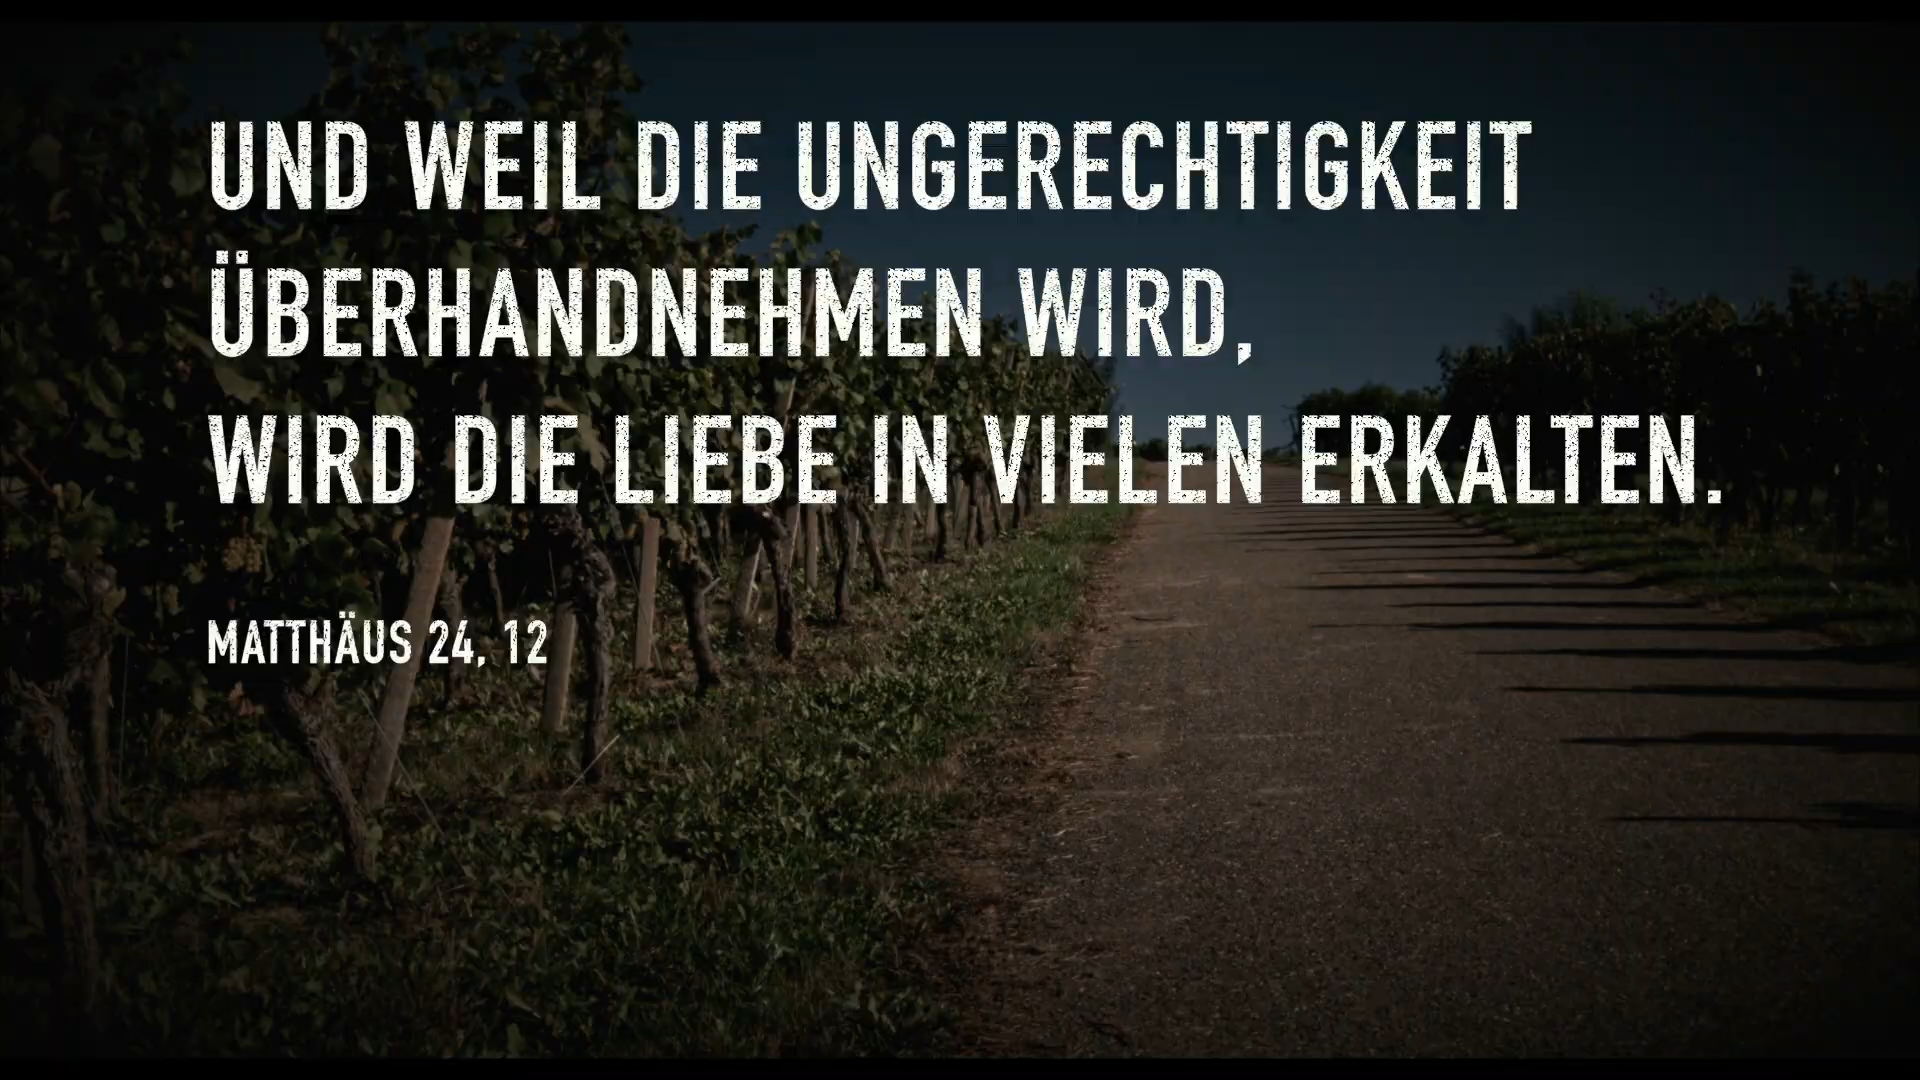 UND WEIL DIE UNGERECHTIGKEIT
ÜBERHANDNEHMEN WIRD,
WIRD DIE LIEBE IN VIELEN ERKALTEN.
MATTHÄUS 24, 12